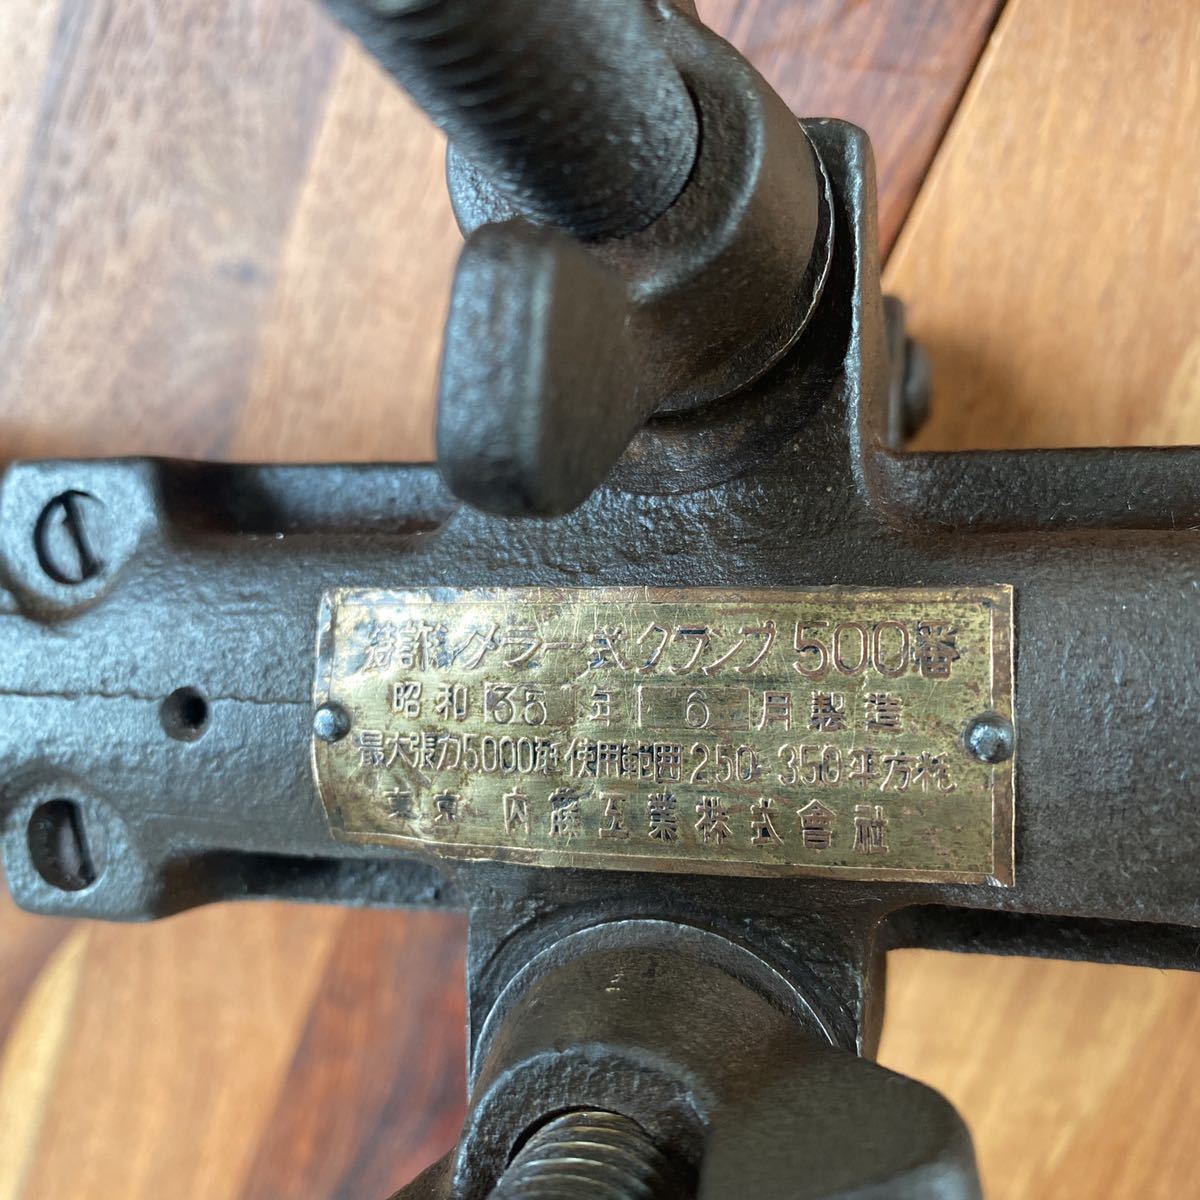 特許 メラー式クランプ 500番
昭和 35 年 6 月製造
最大張力5000瓩 使用範囲 250-350平方粍
東京 内藤工業株式會社